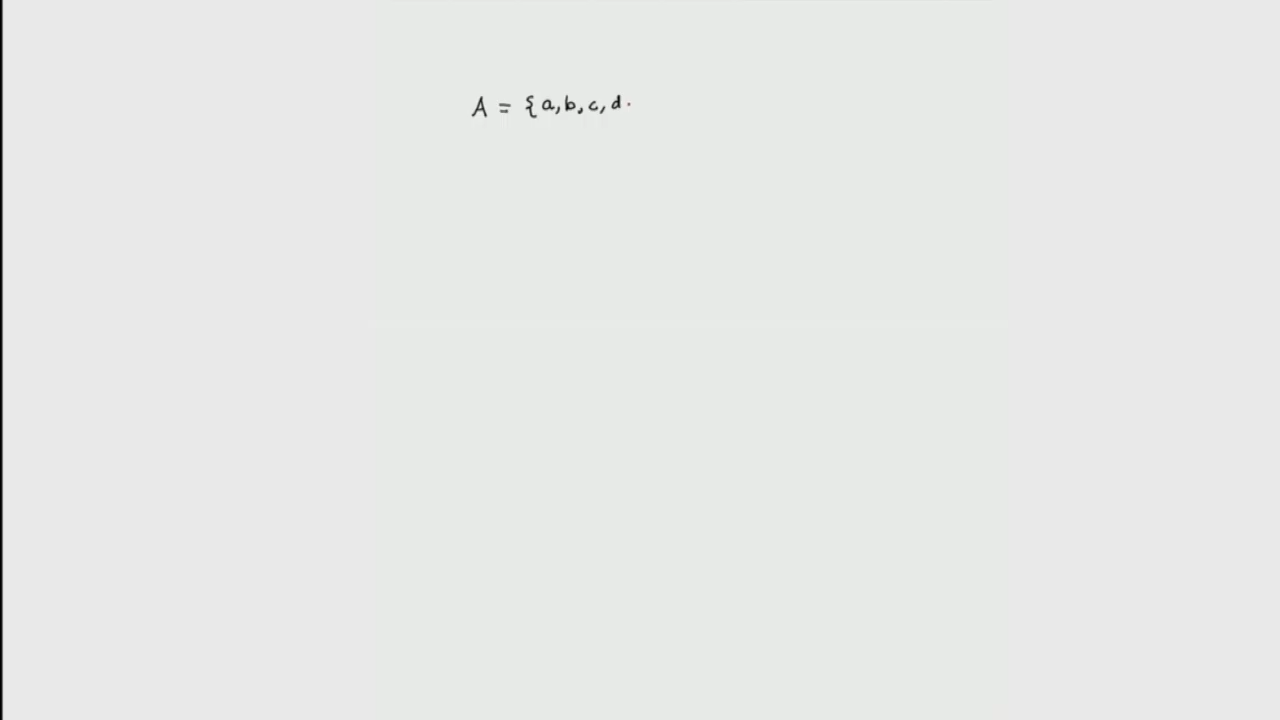 A = {a, b, c, d